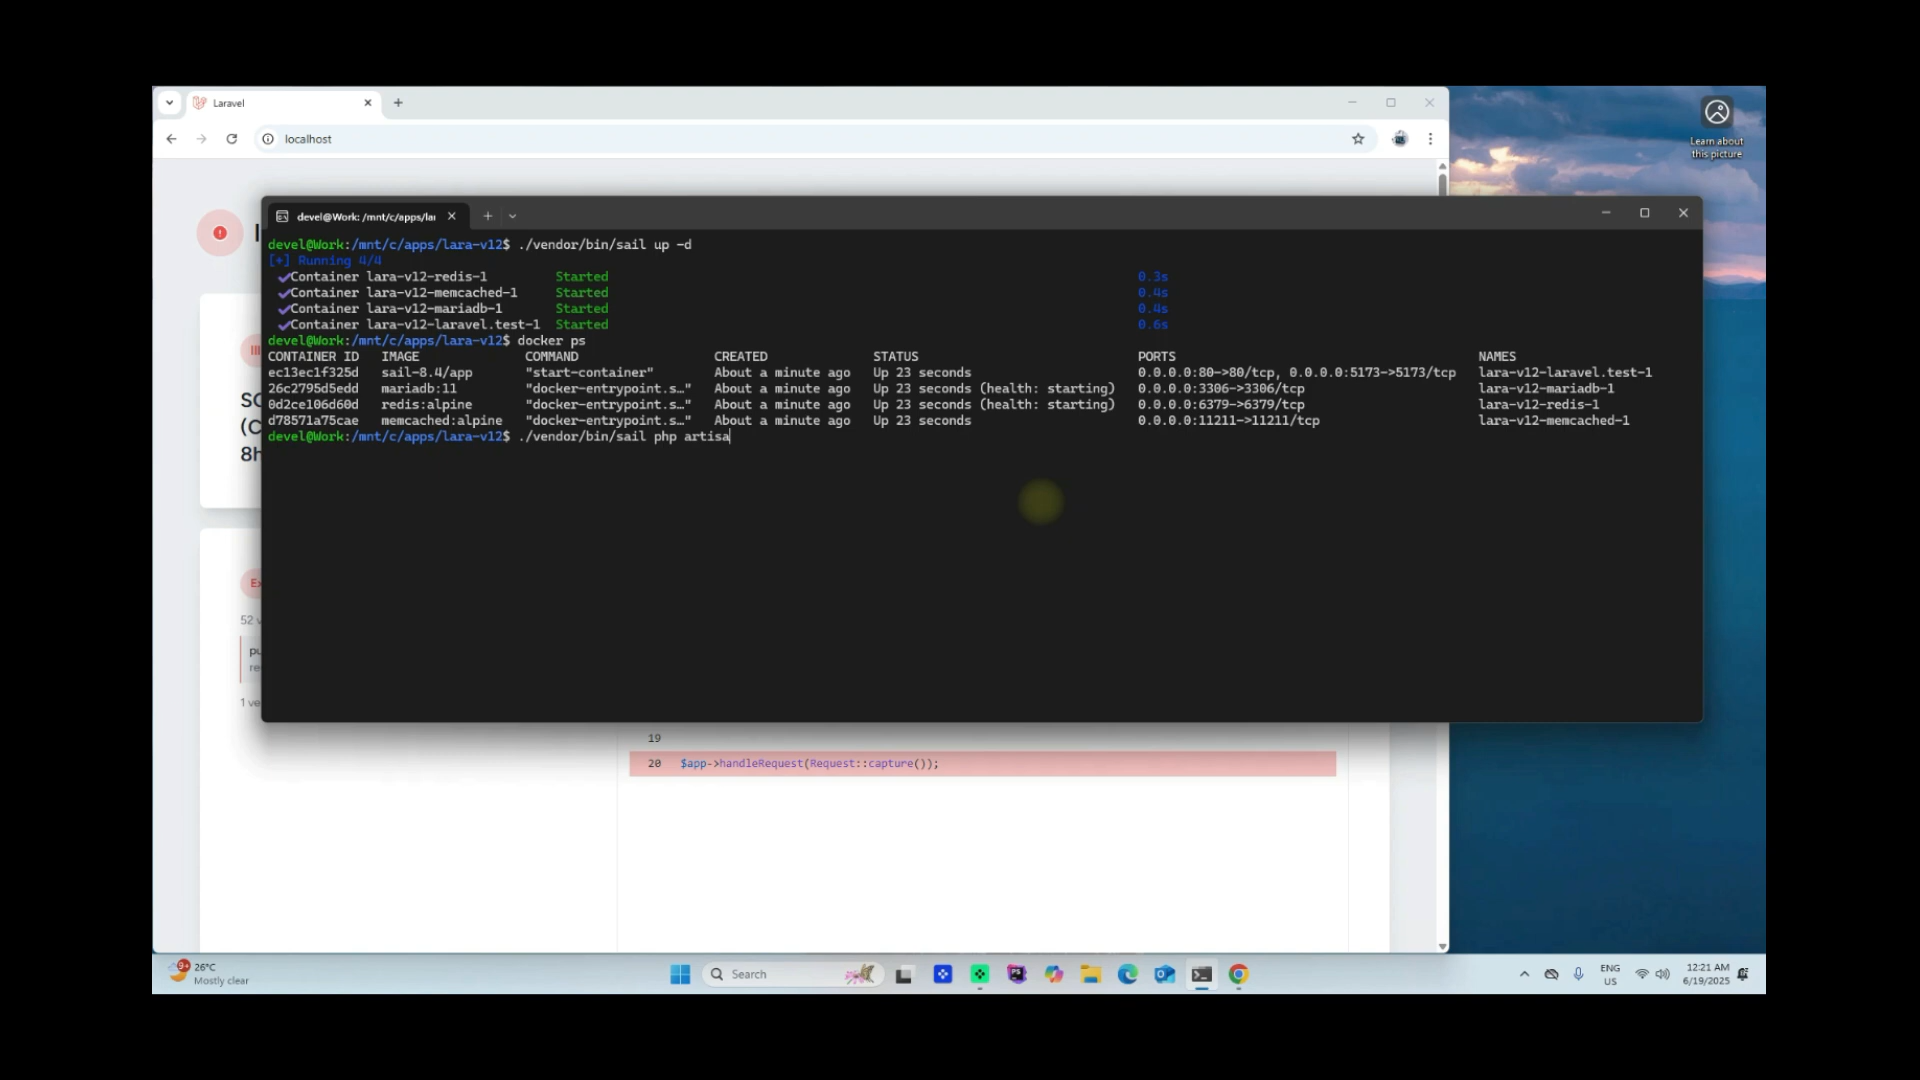 Laravel
localhost
Learn about
this picture
devel@Work: /mnt/c/apps/lar
devel@Work:/mnt/c/apps/lara-v12$ ./vendor/bin/sail up -d
[+] Running 4/4
✔Container lara-v12-redis-1 Started 0.3s
✔Container lara-v12-memcached-1 Started 0.4s
✔Container lara-v12-mariadb-1 Started 0.4s
✔Container lara-v12-laravel.test-1 Started 0.6s
devel@Work:/mnt/c/apps/lara-v12$ docker ps
CONTAINER ID IMAGE COMMAND CREATED STATUS PORTS NAMES
ec13ec1f325d sail-8.4/app "start-container" About a minute ago Up 23 seconds 0.0.0.0:80->80/tcp, 0.0.0.0:5173->5173/tcp lara-v12-laravel.test-1
26c2795d5edd mariadb:11 "docker-entrypoint.s…" About a minute ago Up 23 seconds (health: starting) 0.0.0.0:3306->3306/tcp lara-v12-mariadb-1
0d2ce106d60d redis:alpine "docker-entrypoint.s…" About a minute ago Up 23 seconds (health: starting) 0.0.0.0:6379->6379/tcp lara-v12-redis-1
d78571a75cae memcached:alpine "docker-entrypoint.s…" About a minute ago Up 23 seconds 0.0.0.0:11211->11211/tcp lara-v12-memcached-1
devel@Work:/mnt/c/apps/lara-v12$ ./vendor/bin/sail php artisa
(C
8h
Ex
52 v
pu
re
1 ve
19
20 $app->handleRequest(Request::capture());
26°C
Mostly clear
Search
ENG
US
12:21 AM
6/19/2025